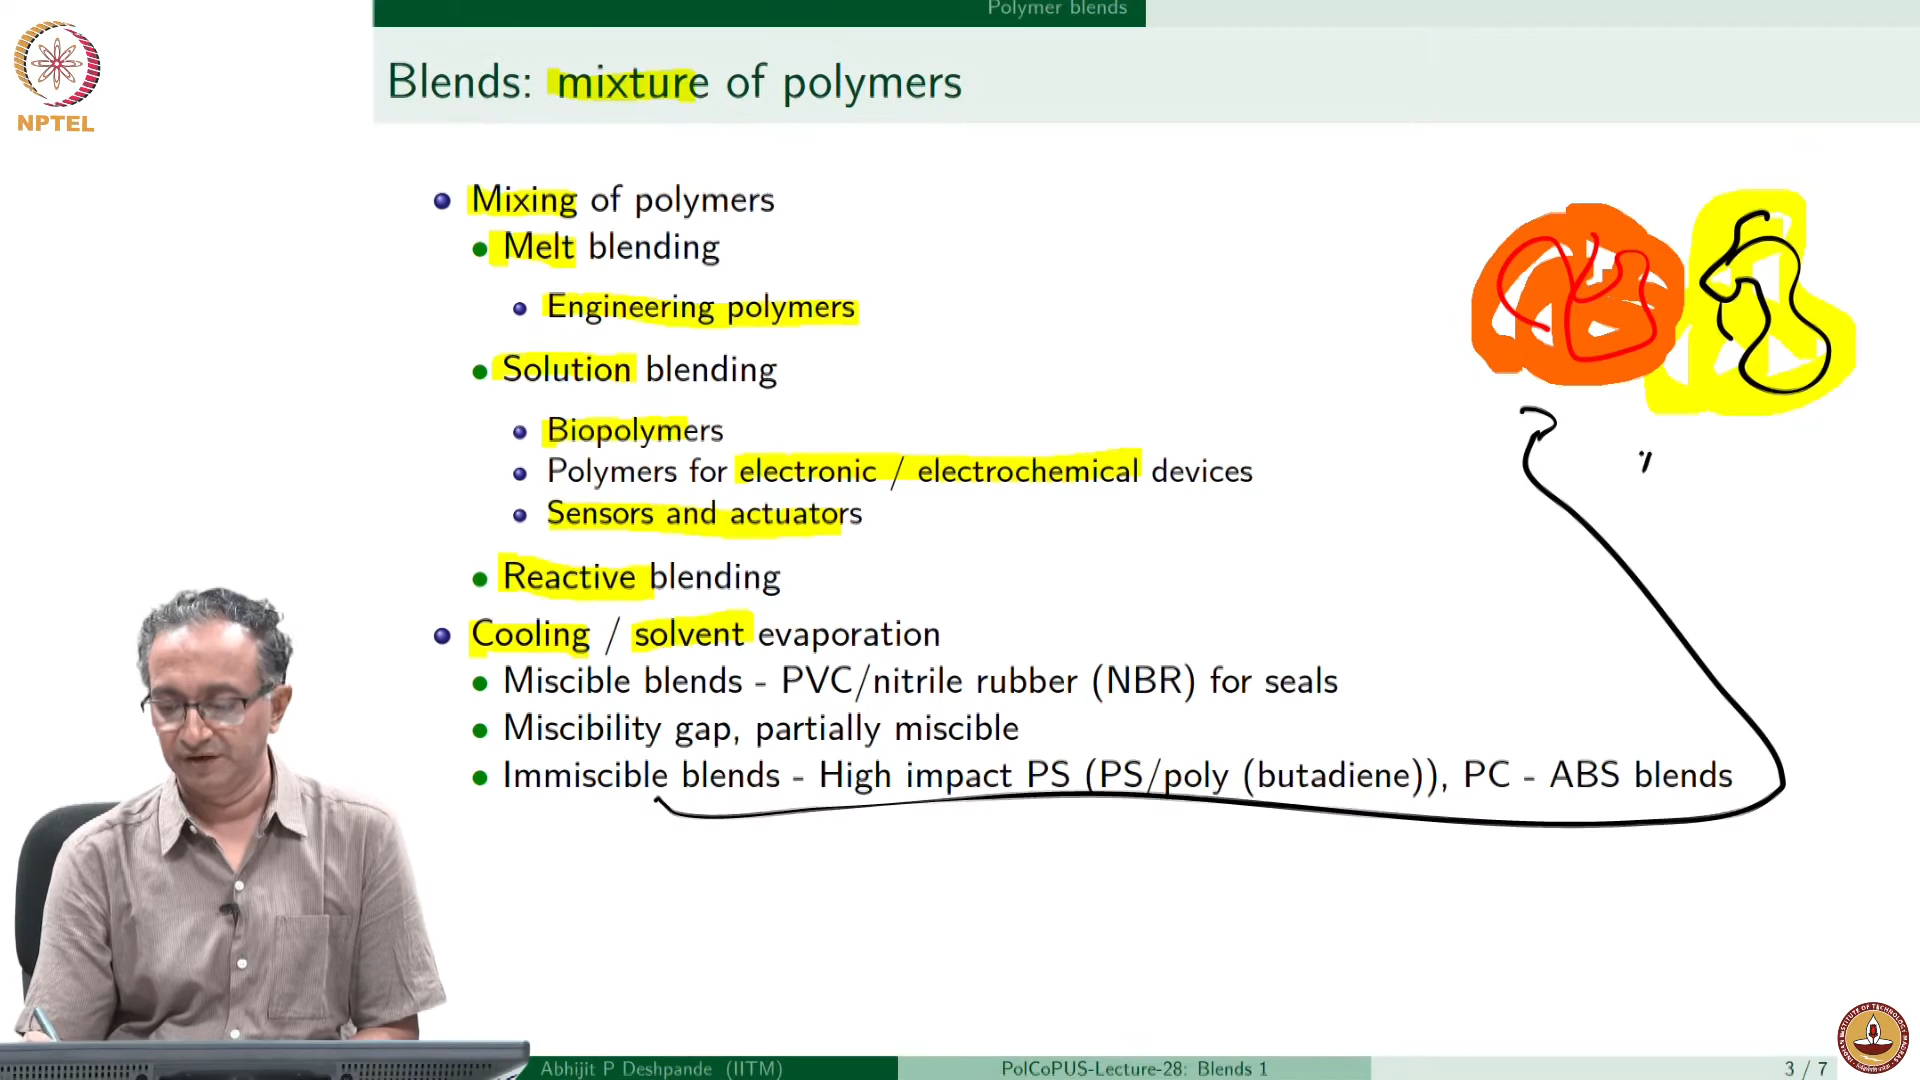 Polymer blends
NPTEL
Blends: mixture of polymers
Mixing of polymers
Melt blending
Engineering polymers
Solution blending
Biopolymers
Polymers for electronic / electrochemical devices
Sensors and actuators
Reactive blending
Cooling / solvent evaporation
Miscible blends - PVC/nitrile rubber (NBR) for seals
Miscibility gap, partially miscible
Immiscible blends - High impact PS (PS/poly (butadiene)), PC - ABS blends
Abhijit P Deshpande (IITM) PolCoPUS-Lecture-28: Blends 1 3 / 7